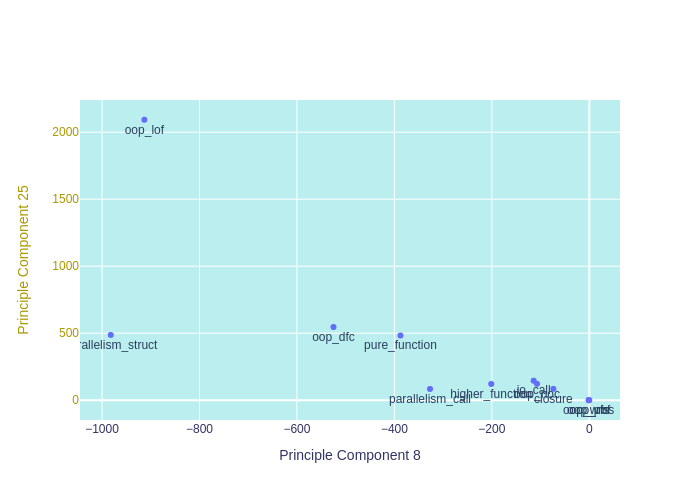 2000
1500
1000
500
0
Principle Component 25
oop_lof
rallelism_struct
oop_dfc
pure_function
parallelism_call
closure
−1000
−800
−600
−400
−200
0
Principle Component 8